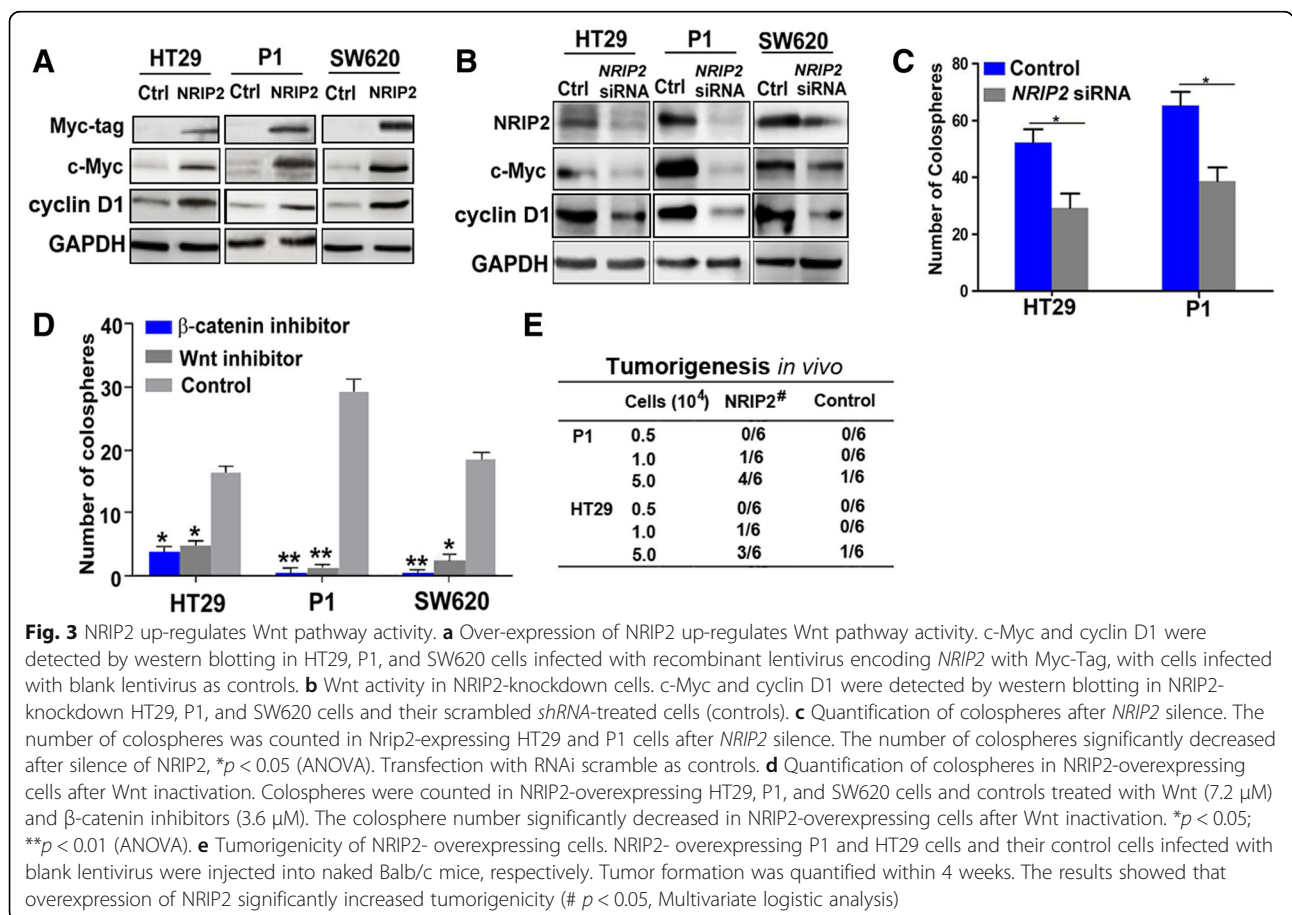 A
HT29 P1 SW620
Ctrl NRIP2 Ctrl NRIP2 Ctrl NRIP2
Myc-tag
c-Myc
cyclin D1
GAPDH
B
HT29 P1 SW620
Ctrl NRIP2 siRNA Ctrl NRIP2 siRNA Ctrl NRIP2 siRNA
NRIP2
c-Myc
cyclin D1
GAPDH
C
Number of Colospheres
80
60
40
20
0
Control
NRIP2 siRNA
* *
HT29 P1
D
Number of colospheres
40
30
20
10
0
β-catenin inhibitor
Wnt inhibitor
Control
* * ** ** ** *
HT29 P1 SW620
E
Tumorigenesis in vivo
Cells (10⁴) NRIP2# Control
P1 0.5 0/6 0/6
1.0 1/6 0/6
5.0 4/6 1/6
HT29 0.5 0/6 0/6
1.0 1/6 0/6
5.0 3/6 1/6
Fig. 3 NRIP2 up-regulates Wnt pathway activity. a Over-expression of NRIP2 up-regulates Wnt pathway activity. c-Myc and cyclin D1 were
detected by western blotting in HT29, P1, and SW620 cells infected with recombinant lentivirus encoding NRIP2 with Myc-Tag, with cells infected
with blank lentivirus as controls. b Wnt activity in NRIP2-knockdown cells. c-Myc and cyclin D1 were detected by western blotting in NRIP2-
knockdown HT29, P1, and SW620 cells and their scrambled shRNA-treated cells (controls). c Quantification of colospheres after NRIP2 silence. The
number of colospheres was counted in Nrip2-expressing HT29 and P1 cells after NRIP2 silence. The number of colospheres significantly decreased
after silence of NRIP2, *p < 0.05 (ANOVA). Transfection with RNAi scramble as controls. d Quantification of colospheres in NRIP2-overexpressing
cells after Wnt inactivation. Colospheres were counted in NRIP2-overexpressing HT29, P1, and SW620 cells and controls treated with Wnt (7.2 μM)
and β-catenin inhibitors (3.6 μM). The colosphere number significantly decreased in NRIP2-overexpressing cells after Wnt inactivation. *p < 0.05;
**p < 0.01 (ANOVA). e Tumorigenicity of NRIP2- overexpressing cells. NRIP2- overexpressing P1 and HT29 cells and their control cells infected with
blank lentivirus were injected into naked Balb/c mice, respectively. Tumor formation was quantified within 4 weeks. The results showed that
overexpression of NRIP2 significantly increased tumorigenicity (# p < 0.05, Multivariate logistic analysis)